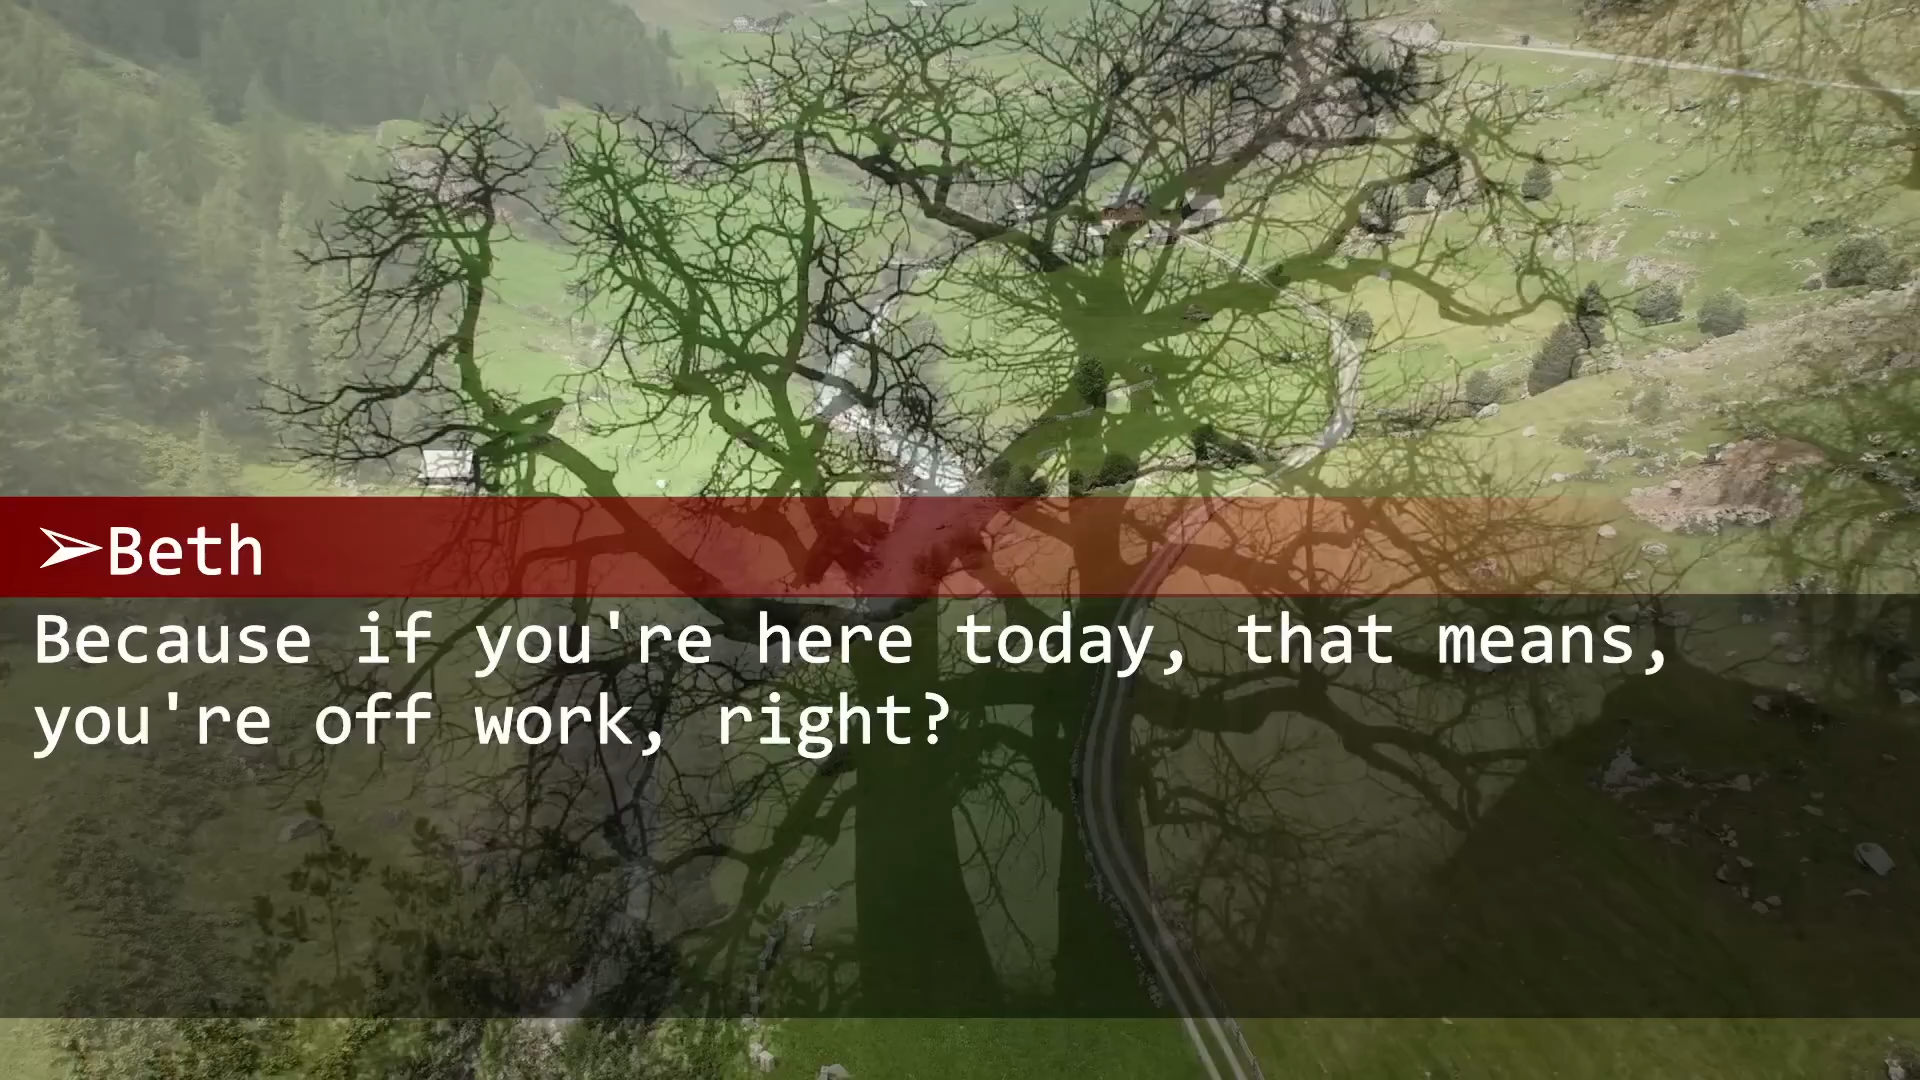 ➢Beth
Because if you're here today, that means,
you're off work, right?